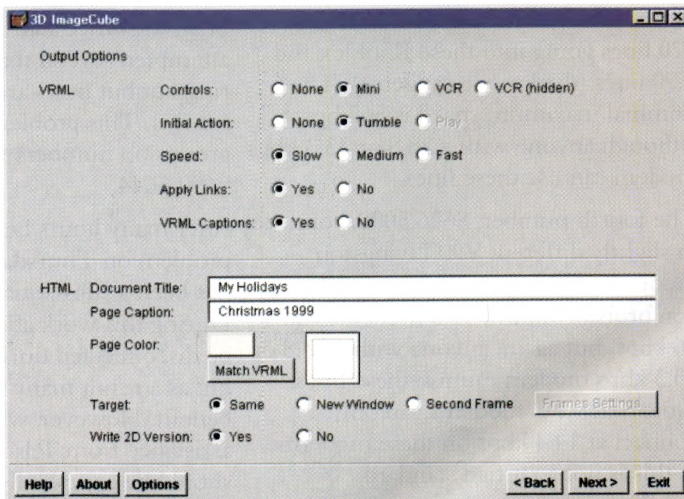 3D ImageCube
Output Options
VRML Controls: None Mini VCR VCR (hidden)
Initial Action: None Tumble Play
Speed: Slow Medium Fast
Apply Links: Yes No
VRML Captions: Yes No
HTML Document Title: My Holidays
Page Caption: Christmas 1999
Page Color:
Match VRML
Target: Same New Window Second Frame Frames Settings...
Write 2D Version: Yes No
Help About Options < Back Next > Exit